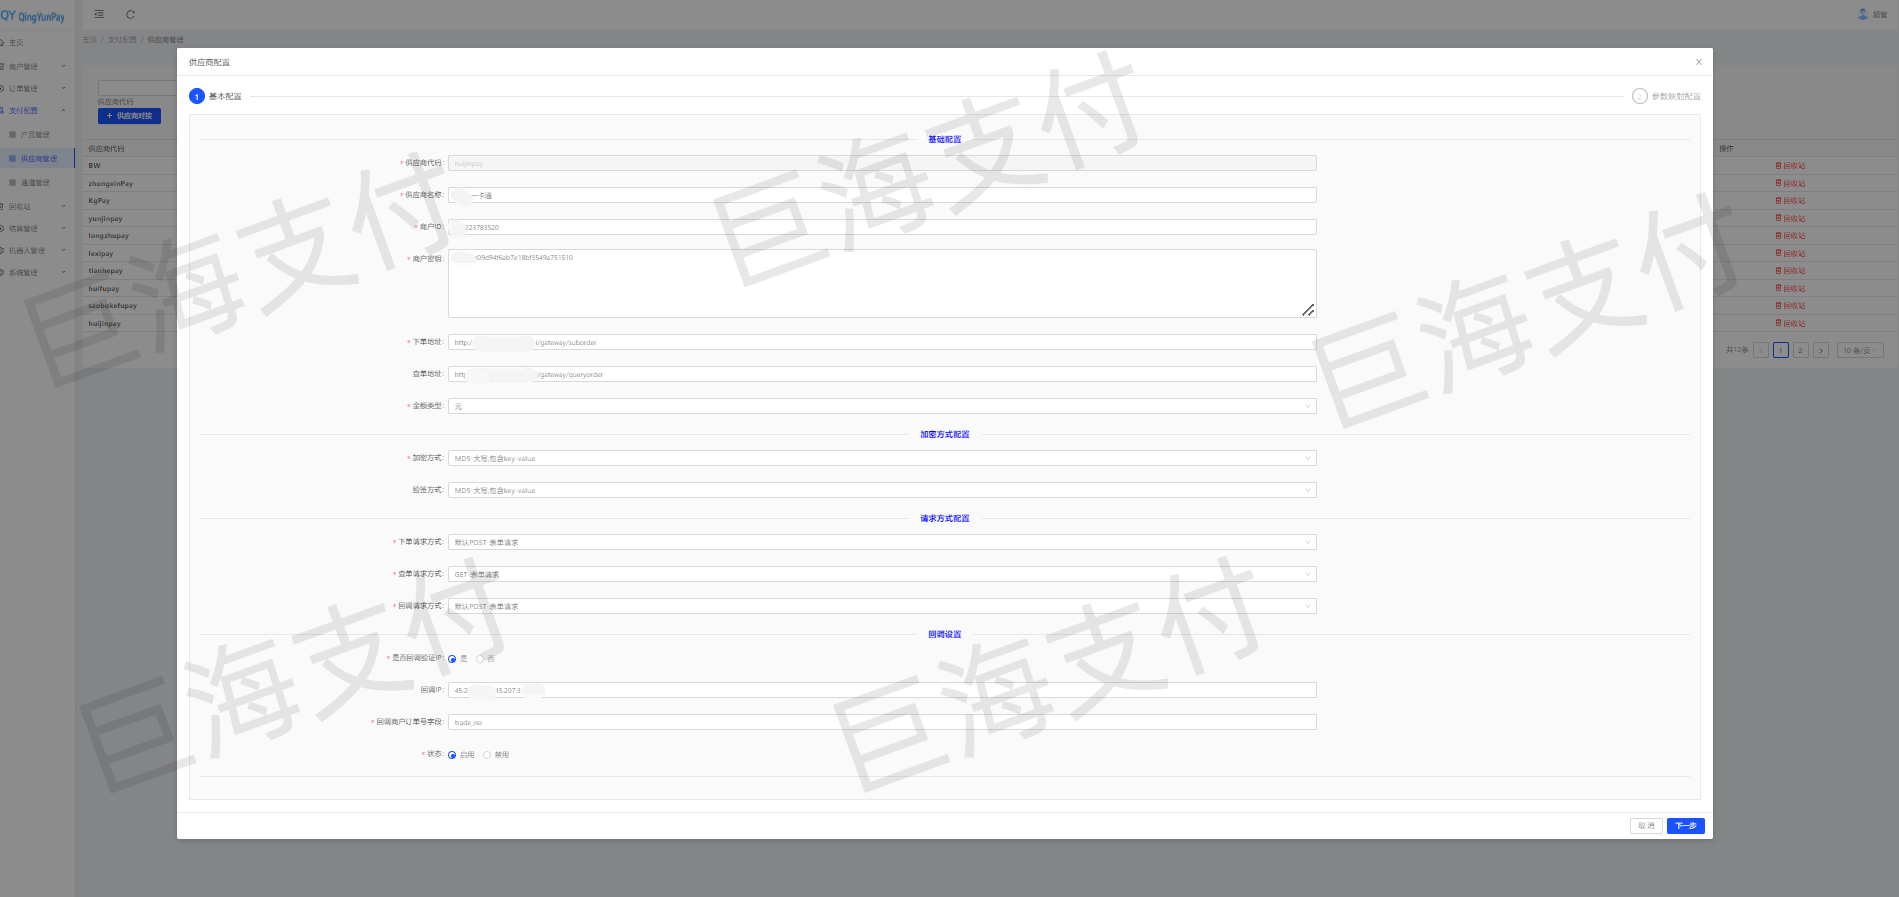 QY QingYunPay
超管
主页
主页 / 支付配置 / 供应商管理
商户管理
订单管理
支付配置
产品管理
供应商管理
通道管理
回收站
结算管理
机器人管理
系统管理
供应商代码
+ 供应商对接
供应商代码
操作
BW
回收站
zhongxinPay
回收站
KgPay
回收站
yunjinpay
回收站
longzhupay
回收站
lexipay
回收站
tianhepay
回收站
huifupay
回收站
saobekefupay
回收站
huijinpay
回收站
共12条
1
2
10 条/页
供应商配置
1 基本配置
2 参数映射配置
基础配置
* 供应商代码: huijinpay
* 供应商名称: 一卡通
* 商户ID: 223783520
* 商户密钥: 09d94f6ab7e18bf3549a751510
* 下单地址: http:/ /gateway/suborder
查单地址: http /gateway/queryorder
* 金额类型: 元
加密方式配置
* 加密方式: MD5 大写,包含key-value
验签方式: MD5 大写,包含key-value
请求方式配置
* 下单请求方式: 默认POST 表单请求
* 查单请求方式: GET 表单请求
* 回调请求方式: 默认POST 表单请求
回调设置
* 是否回调验证IP: 是 否
回调IP: 45.2 45.207.3
* 回调商户订单号字段: trade_no
* 状态: 启用 禁用
取 消
下一步
巨海支付
巨海支付
巨海支付
巨海支付
巨海支付